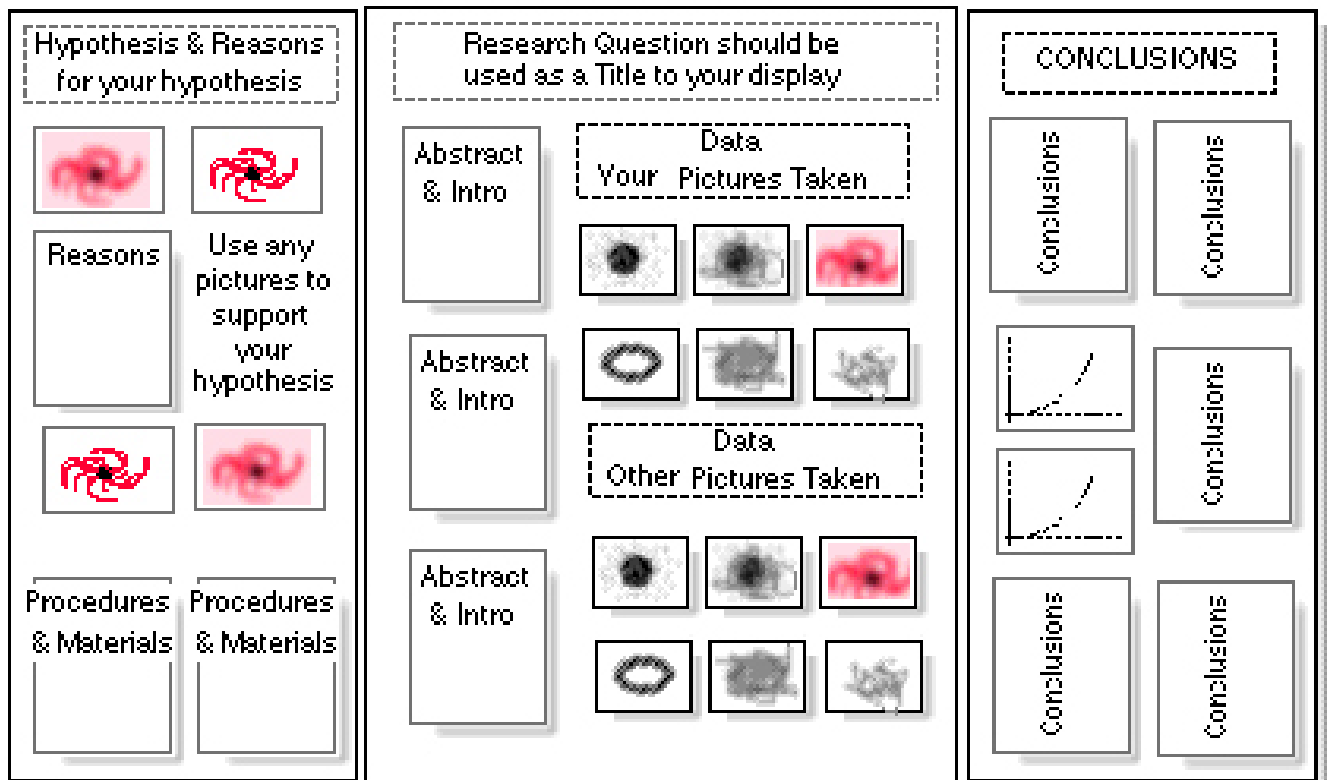 Hypothesis & Reasons
for your hypothesis
Reasons
Use any
pictures to
support
your
hypothesis
Procedures
& Materials
Procedures
& Materials
Research Question should be
used as a Title to your display
Abstract
& Intro
Data
Your Pictures Taken
Abstract
& Intro
Data
Other Pictures Taken
Abstract
& Intro
CONCLUSIONS
Conclusions
Conclusions
Conclusions
Conclusions
Conclusions